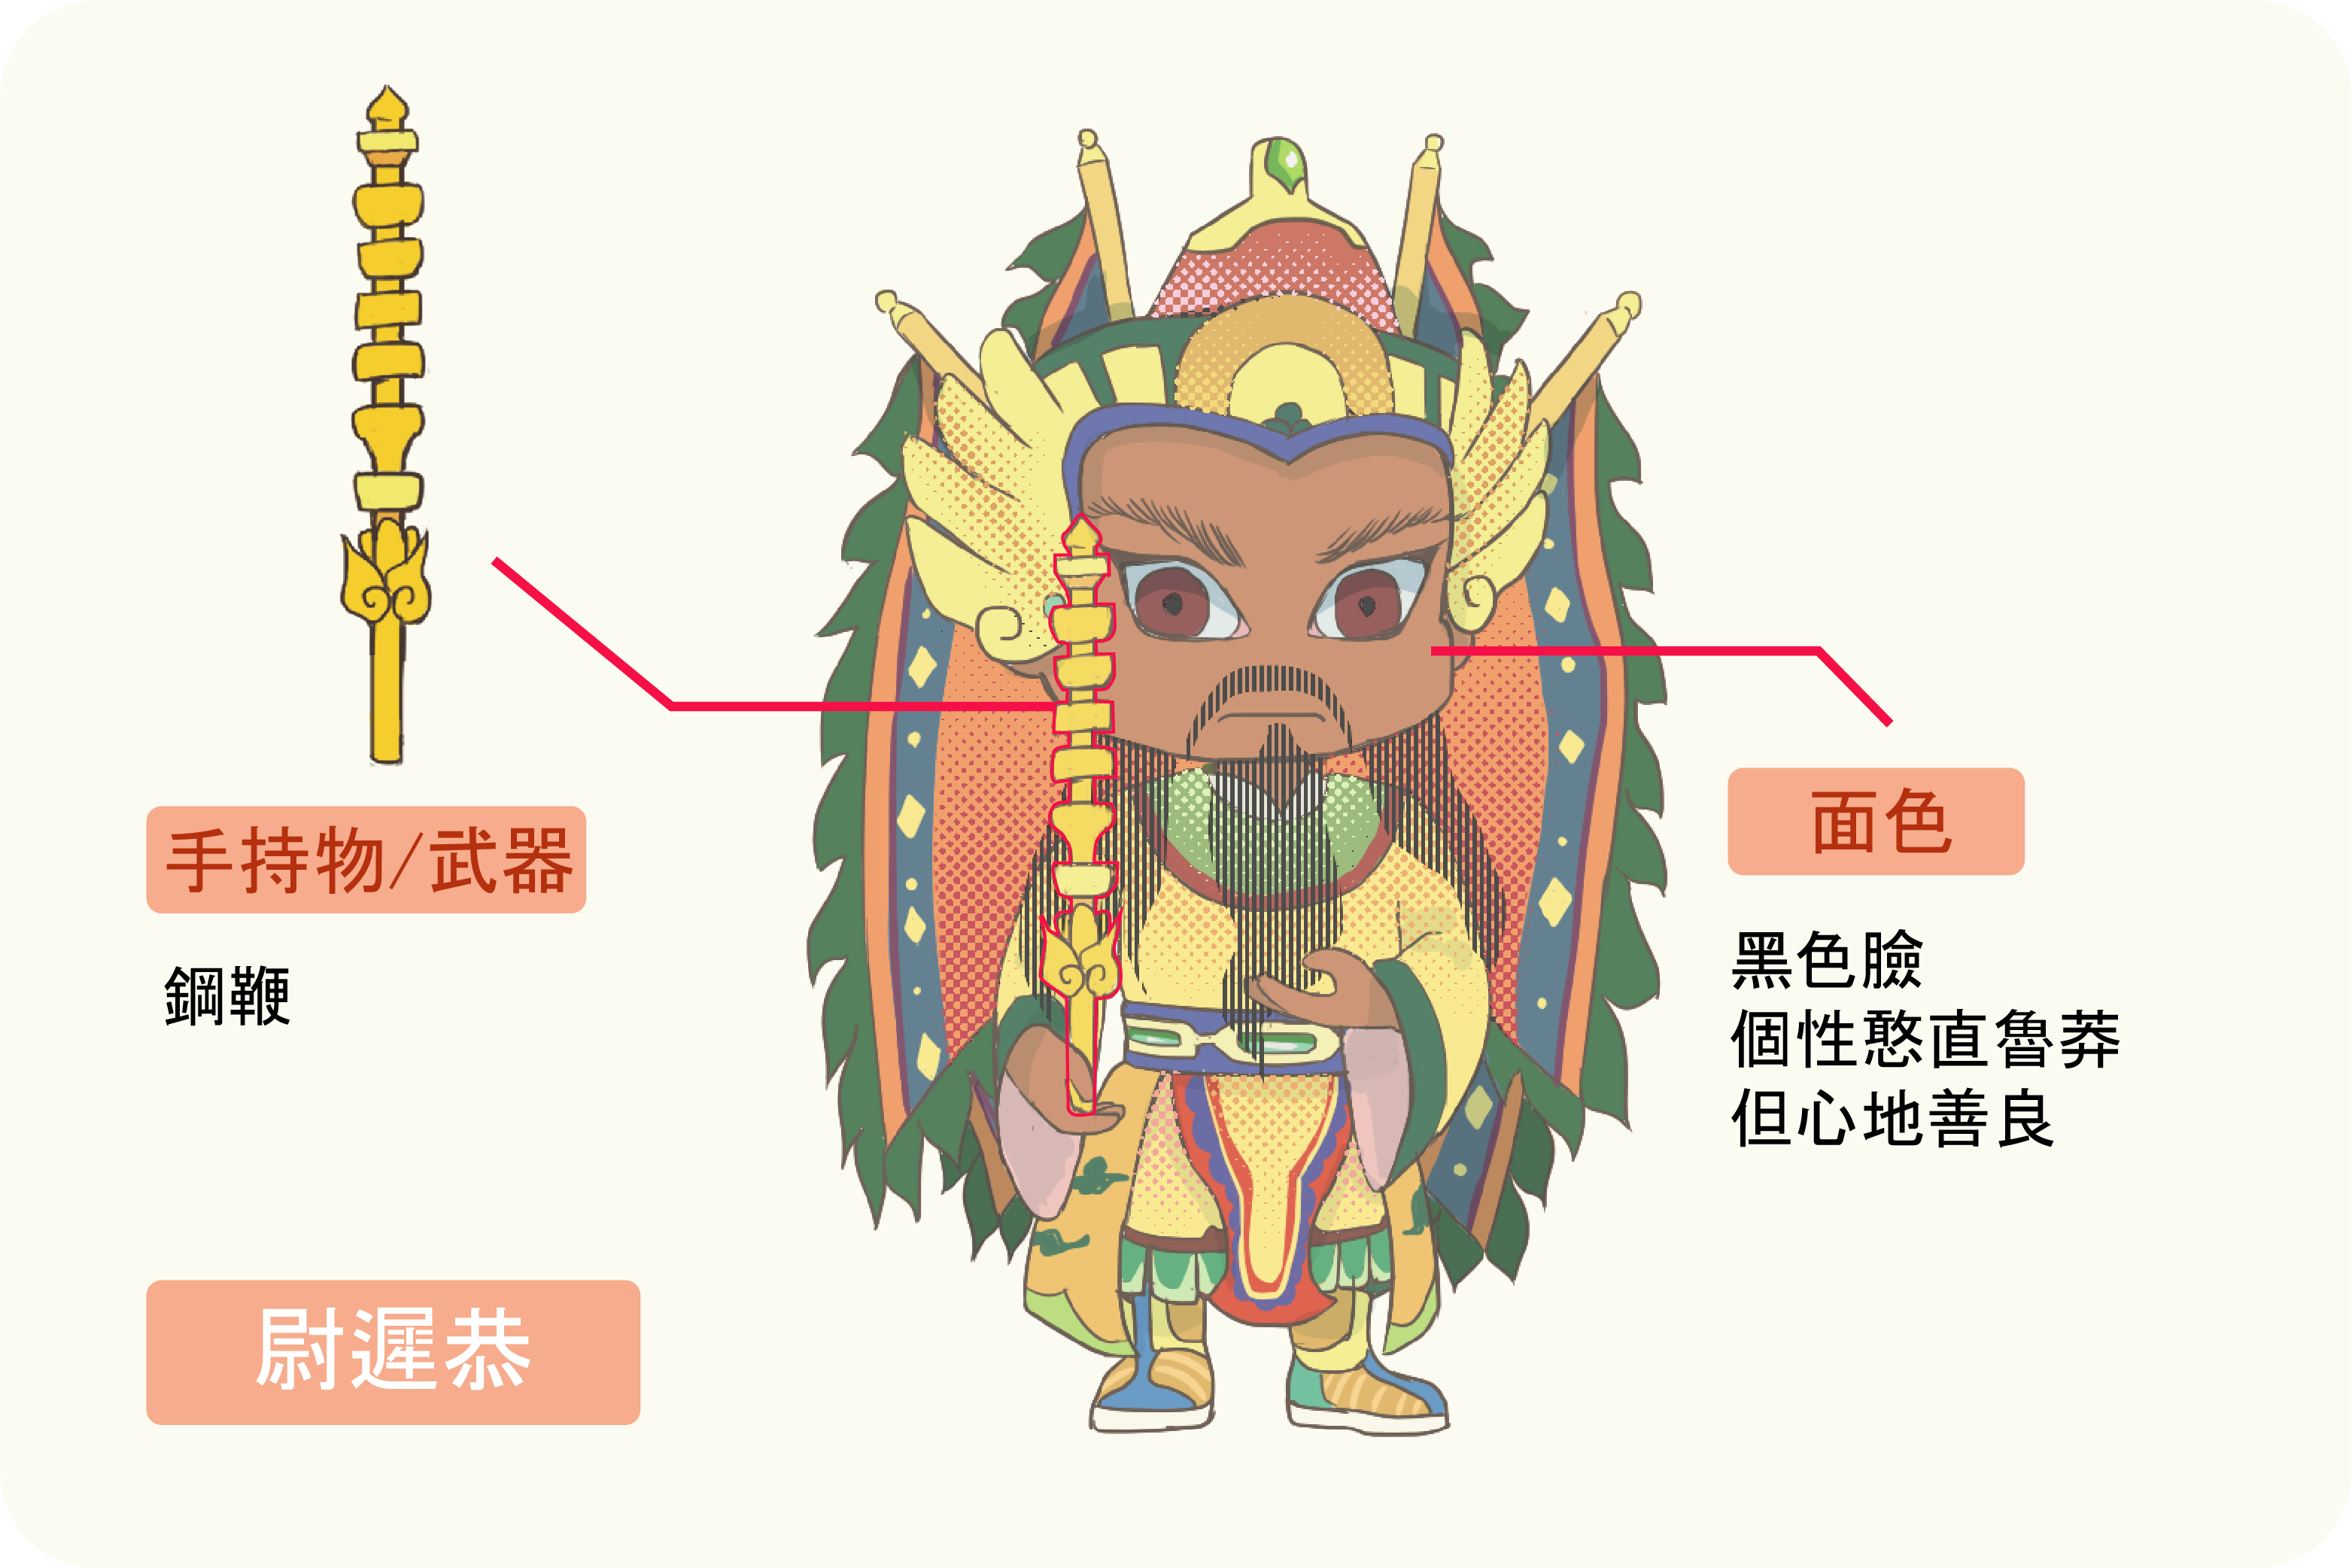 手持物/武器
鋼鞭
面色
黑色臉
個性憨直魯莽
但心地善良
尉遲恭